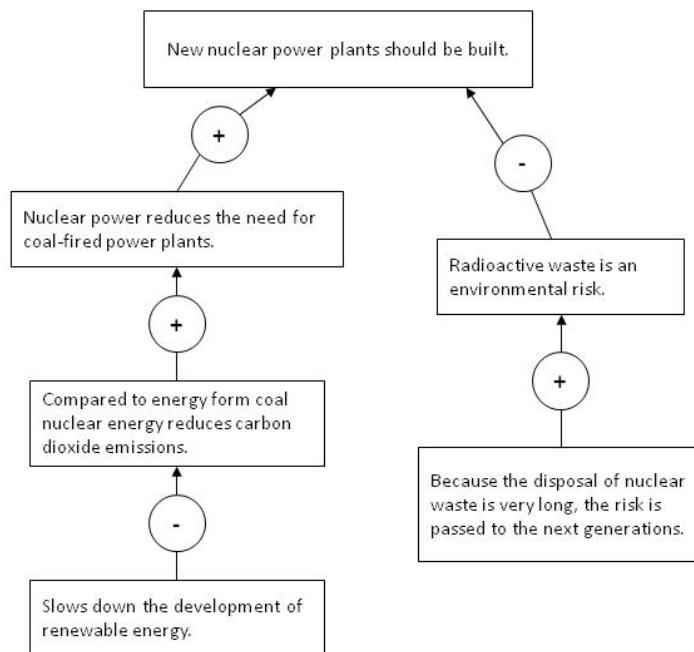 New nuclear power plants should be built.
+
-
Nuclear power reduces the need for
coal-fired power plants.
Radioactive waste is an
environmental risk.
+
+
Compared to energy form coal
nuclear energy reduces carbon
dioxide emissions.
Because the disposal of nuclear
waste is very long, the risk is
passed to the next generations.
-
Slows down the development of
renewable energy.